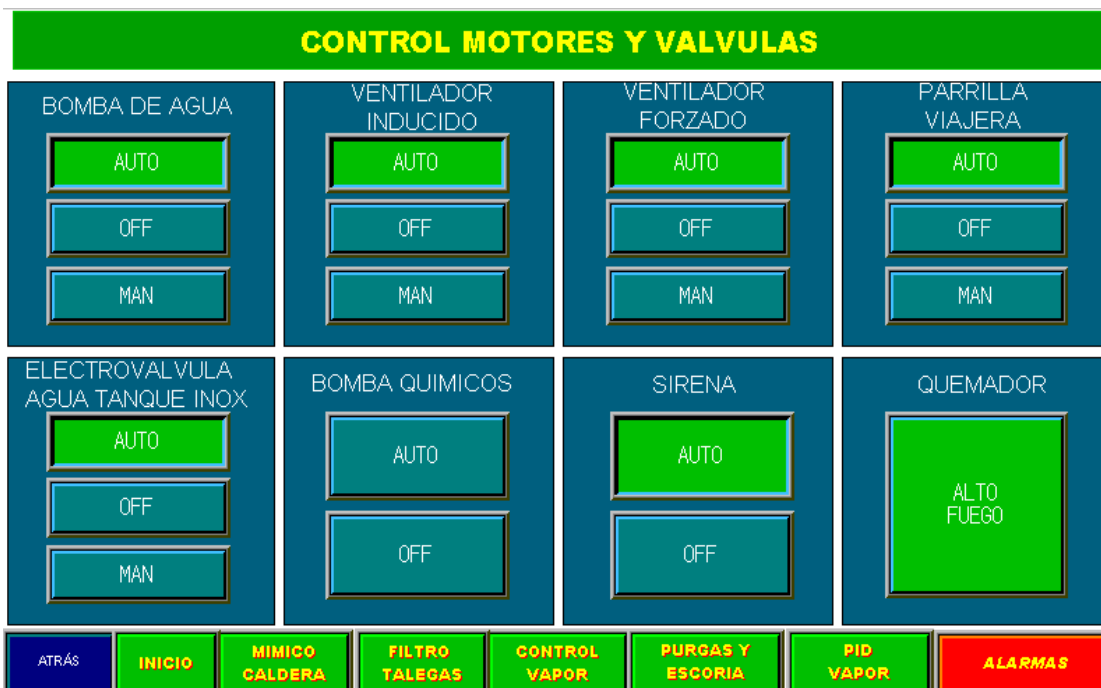 CONTROL MOTORES Y VALVULAS
BOMBA DE AGUA
AUTO
OFF
MAN
VENTILADOR
INDUCIDO
AUTO
OFF
MAN
VENTILADOR
FORZADO
AUTO
OFF
MAN
PARRILLA
VIAJERA
AUTO
OFF
MAN
ELECTROVALVULA
AGUA TANQUE INOX
AUTO
OFF
MAN
BOMBA QUIMICOS
AUTO
OFF
SIRENA
AUTO
OFF
QUEMADOR
ALTO
FUEGO
ATRÁS
INICIO
MIMICO
CALDERA
FILTRO
TALEGAS
CONTROL
VAPOR
PURGAS Y
ESCORIA
PID
VAPOR
ALARMAS